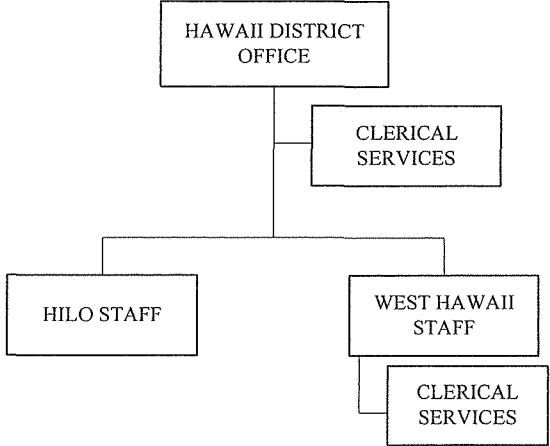 HAWAII DISTRICT
OFFICE
CLERICAL
SERVICES
HILO STAFF
WEST HAWAII
STAFF
CLERICAL
SERVICES